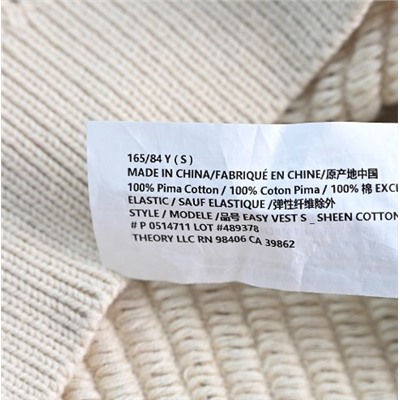 165/84 Y ( S )
MADE IN CHINA/FABRIQUÉ EN CHINE/原产地中国
100% Pima Cotton / 100% Coton Pima / 100% 棉 EXC
ELASTIC / SAUF ELASTIQUE /弹性纤维除外
STYLE / MODELE /品号 EASY VEST S _ SHEEN COTTON
# P 0514711 LOT #489378
THEORY LLC RN 98406 CA 39862